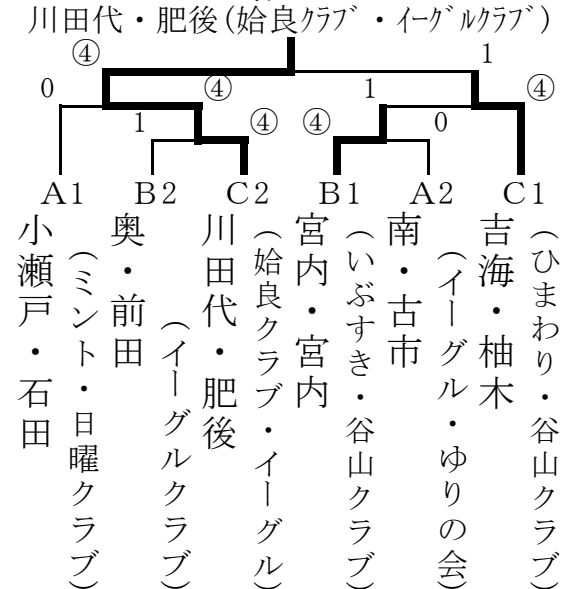 川田代・肥後(姶良クラブ・イーグルクラブ)
④ 1
0 ④ 1 ④
1 ④ ④ 0
A1 B2 C2 B1 A2 C1
小瀬戸・石田
(ミント・日曜クラブ)
奥・前田
(イーグルクラブ)
川田代・肥後
(姶良クラブ・イーグル)
宮内・宮内
(いぶすき・谷山クラブ)
南・古市
(イーグル・ゆりの会)
吉海・柚木
(ひまわり・谷山クラブ)